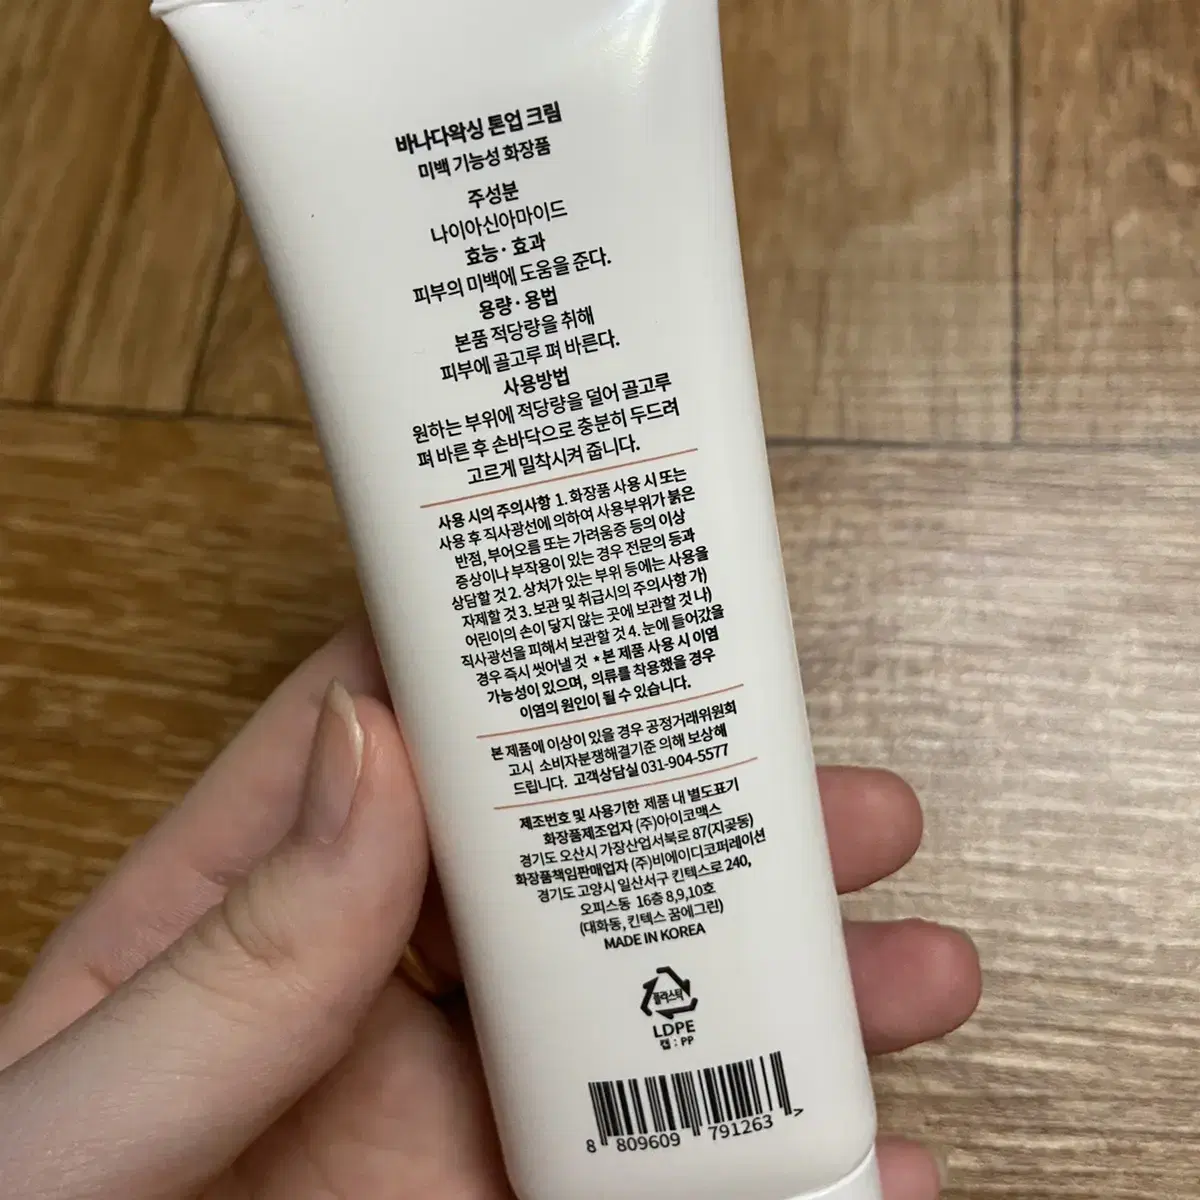 바나다왁싱 톤업 크림
미백 기능성 화장품
주성분
나이아신아마이드
효능· 효과
피부의 미백에 도움을 준다.
용량· 용법
본품 적당량을 취해
피부에 골고루 펴 바른다.
사용방법
원하는 부위에 적당량을 덜어 골고루
펴 바른 후 손바닥으로 충분히 두드려
고르게 밀착시켜 줍니다.
사용 시의 주의사항 1. 화장품 사용 시 또는
사용 후 직사광선에 의하여 사용부위가 붉은
반점, 부어오름 또는 가려움증 등의 이상
증상이나 부작용이 있는 경우 전문의 등과
상담할 것 2. 상처가 있는 부위 등에는 사용을
자제할 것 3. 보관 및 취급시의 주의사항 가)
어린이의 손이 닿지 않는 곳에 보관할 것 나)
직사광선을 피해서 보관할 것 4. 눈에 들어갔을
경우 즉시 씻어낼 것 *본 제품 사용 시 이염
가능성이 있으며, 의류를 착용했을 경우
이염의 원인이 될 수 있습니다.
본 제품에 이상이 있을 경우 공정거래위원회
고시 소비자분쟁해결기준 의해 보상해
드립니다. 고객상담실 031-904-5577
제조번호 및 사용기한 제품 내 별도표기
화장품제조업자 (주)아이코맥스
경기도 오산시 가장산업서북로 87(지곶동)
화장품책임판매업자 (주)비에이디코퍼레이션
경기도 고양시 일산서구 킨텍스로 240,
오피스동 16층 8,9,10호
(대화동, 킨텍스 꿈에그린)
MADE IN KOREA
플라스틱
LDPE
캡 : PP
8 809609 791263 >